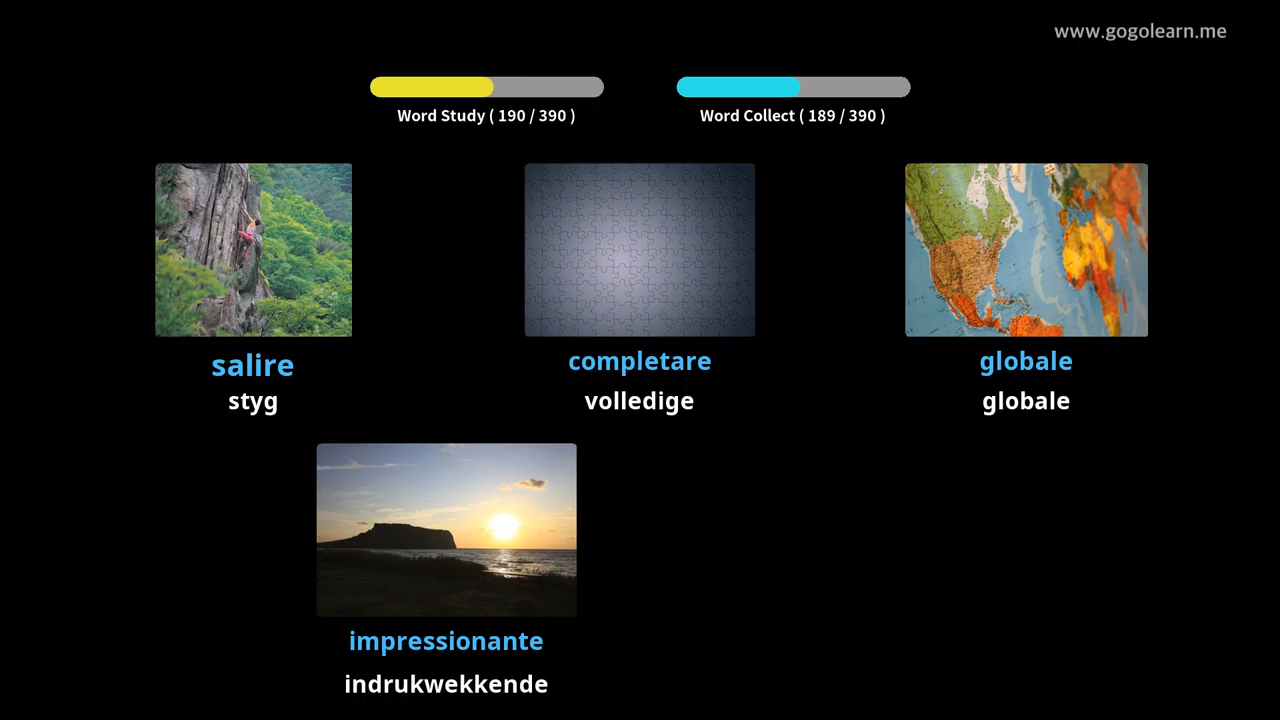 www.gogolearn.me
Word Study ( 190 / 390 )
Word Collect ( 189 / 390 )
salire
styg
completare
volledige
globale
globale
impressionante
indrukwekkende